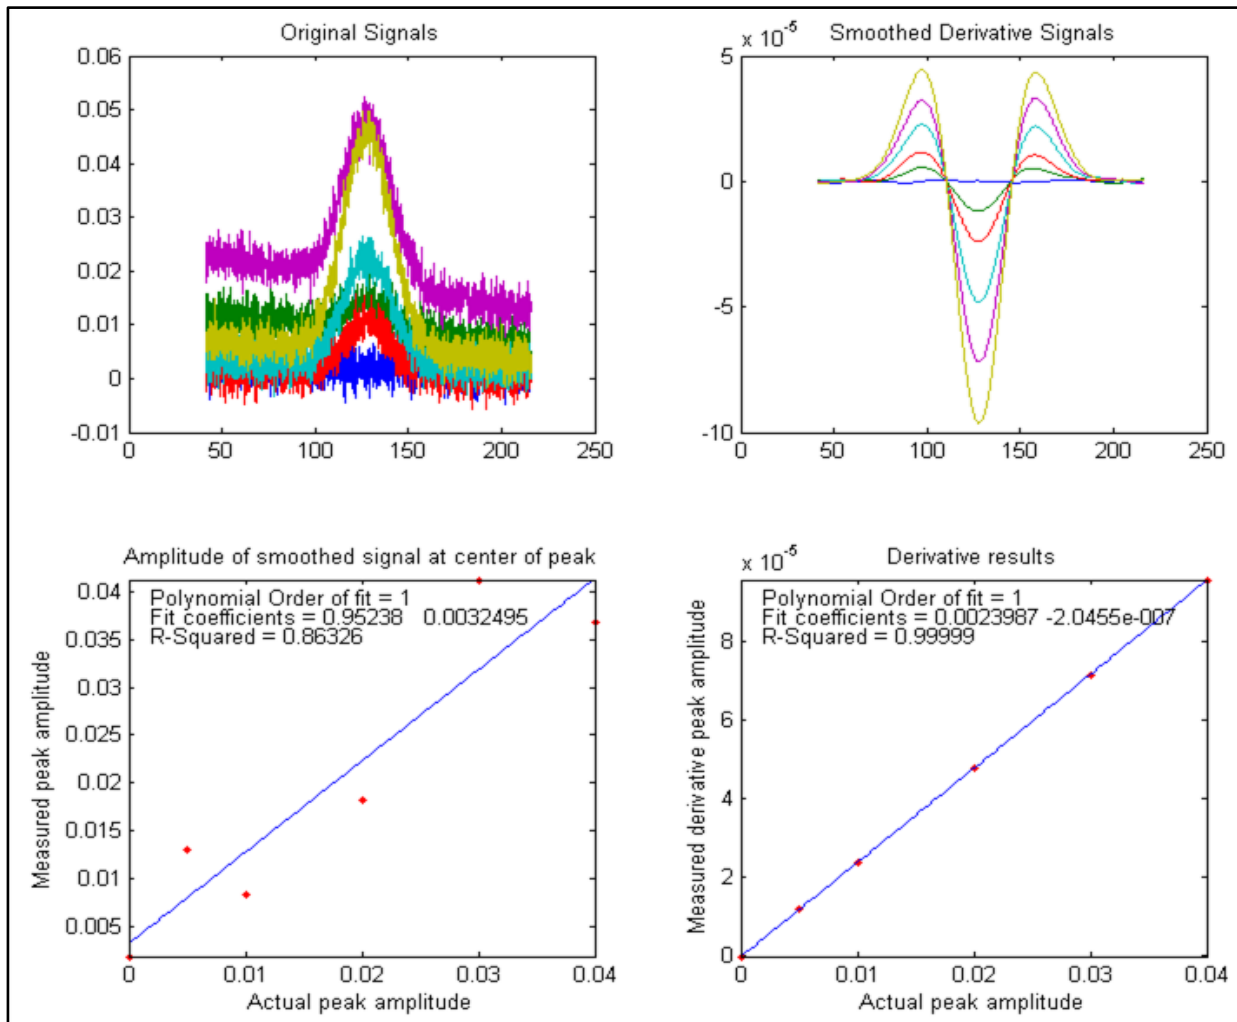 Original Signals
0.06
0.05
0.04
0.03
0.02
0.01
0
-0.01
0
50
100
150
200
250
x 10-5
Smoothed Derivative Signals
5
0
-5
-10
0
50
100
150
200
250
Amplitude of smoothed signal at center of peak
Polynomial Order of fit = 1
Fit coefficients = 0.95238 0.0032495
R-Squared = 0.86326
0.04
0.035
0.03
0.025
0.02
0.015
0.01
0.005
Measured peak amplitude
0
0.01
0.02
0.03
0.04
Actual peak amplitude
x 10-5
Derivative results
Polynomial Order of fit = 1
Fit coefficients = 0.0023987 -2.0455e-007
R-Squared = 0.99999
8
6
4
2
0
Measured derivative peak amplitude
0
0.01
0.02
0.03
0.04
Actual peak amplitude